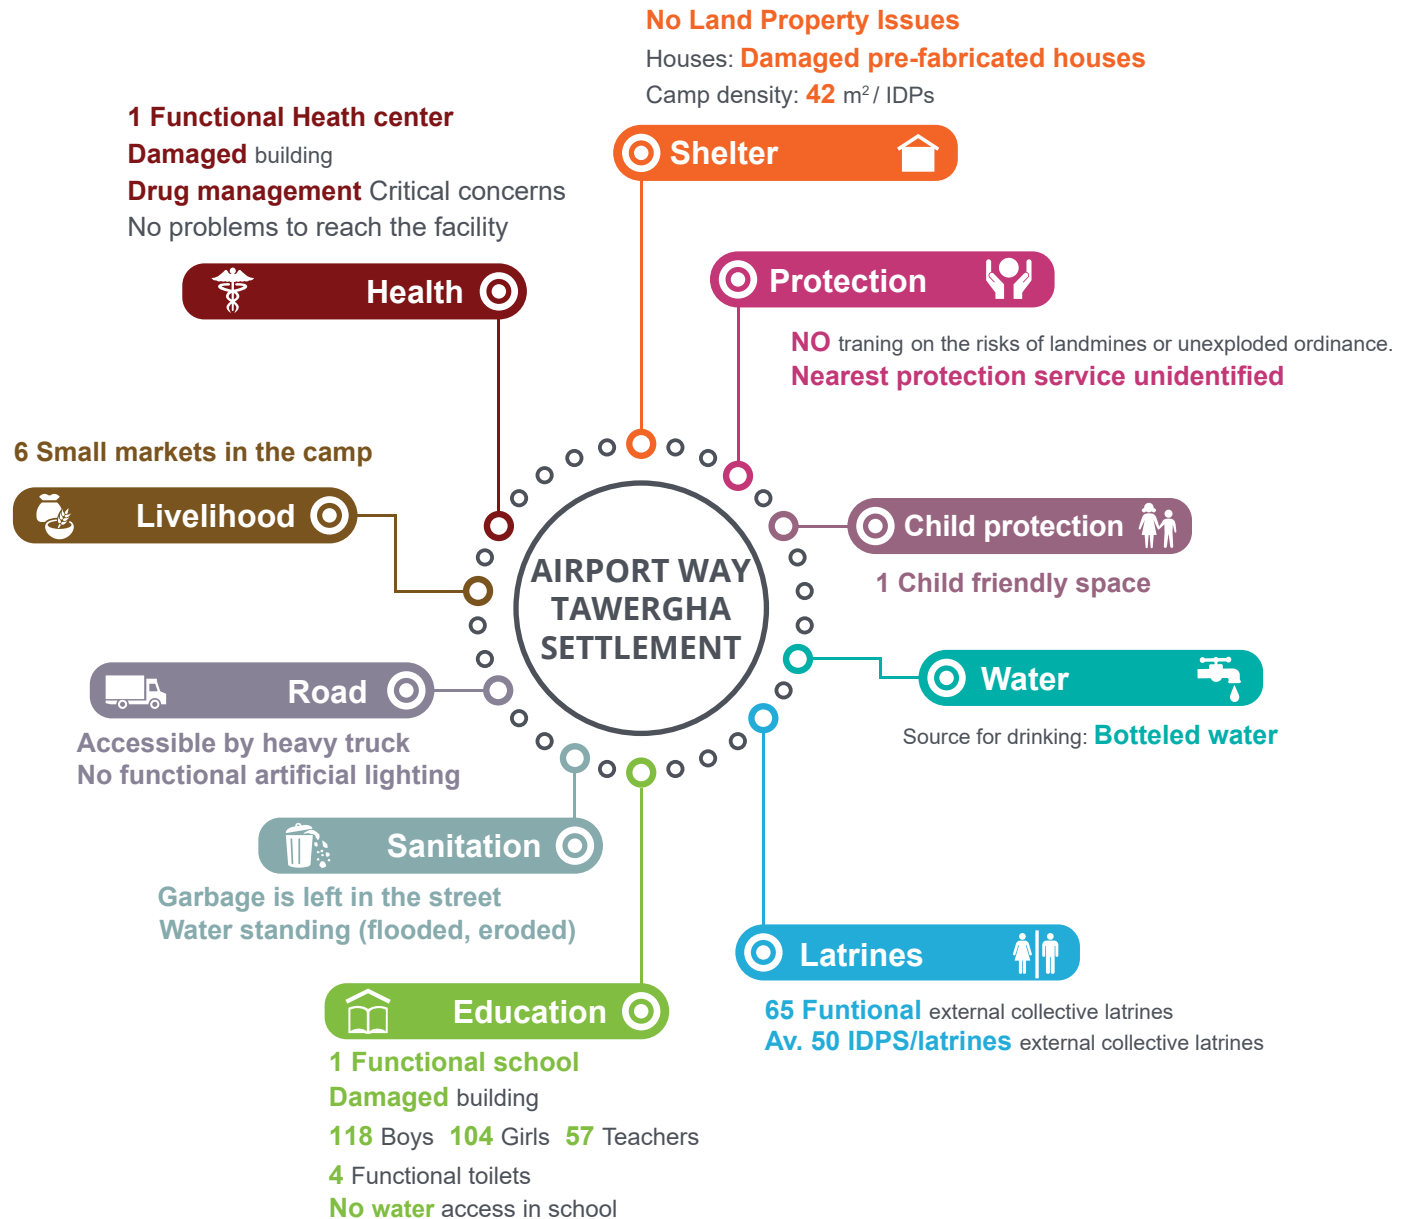 No Land Property Issues
Houses: Damaged pre-fabricated houses
Camp density: 42 m²/ IDPs
Shelter
1 Functional Heath center
Damaged building
Drug management Critical concerns
No problems to reach the facility
Health
Protection
NO traning on the risks of landmines or unexploded ordinance.
Nearest protection service unidentified
6 Small markets in the camp
Livelihood
Child protection
1 Child friendly space
AIRPORT WAY
TAWERGHA
SETTLEMENT
Water
Source for drinking: Botteled water
Road
Accessible by heavy truck
No functional artificial lighting
Sanitation
Garbage is left in the street
Water standing (flooded, eroded)
Latrines
65 Funtional external collective latrines
Av. 50 IDPS/latrines external collective latrines
Education
1 Functional school
Damaged building
118 Boys 104 Girls 57 Teachers
4 Functional toilets
No water access in school